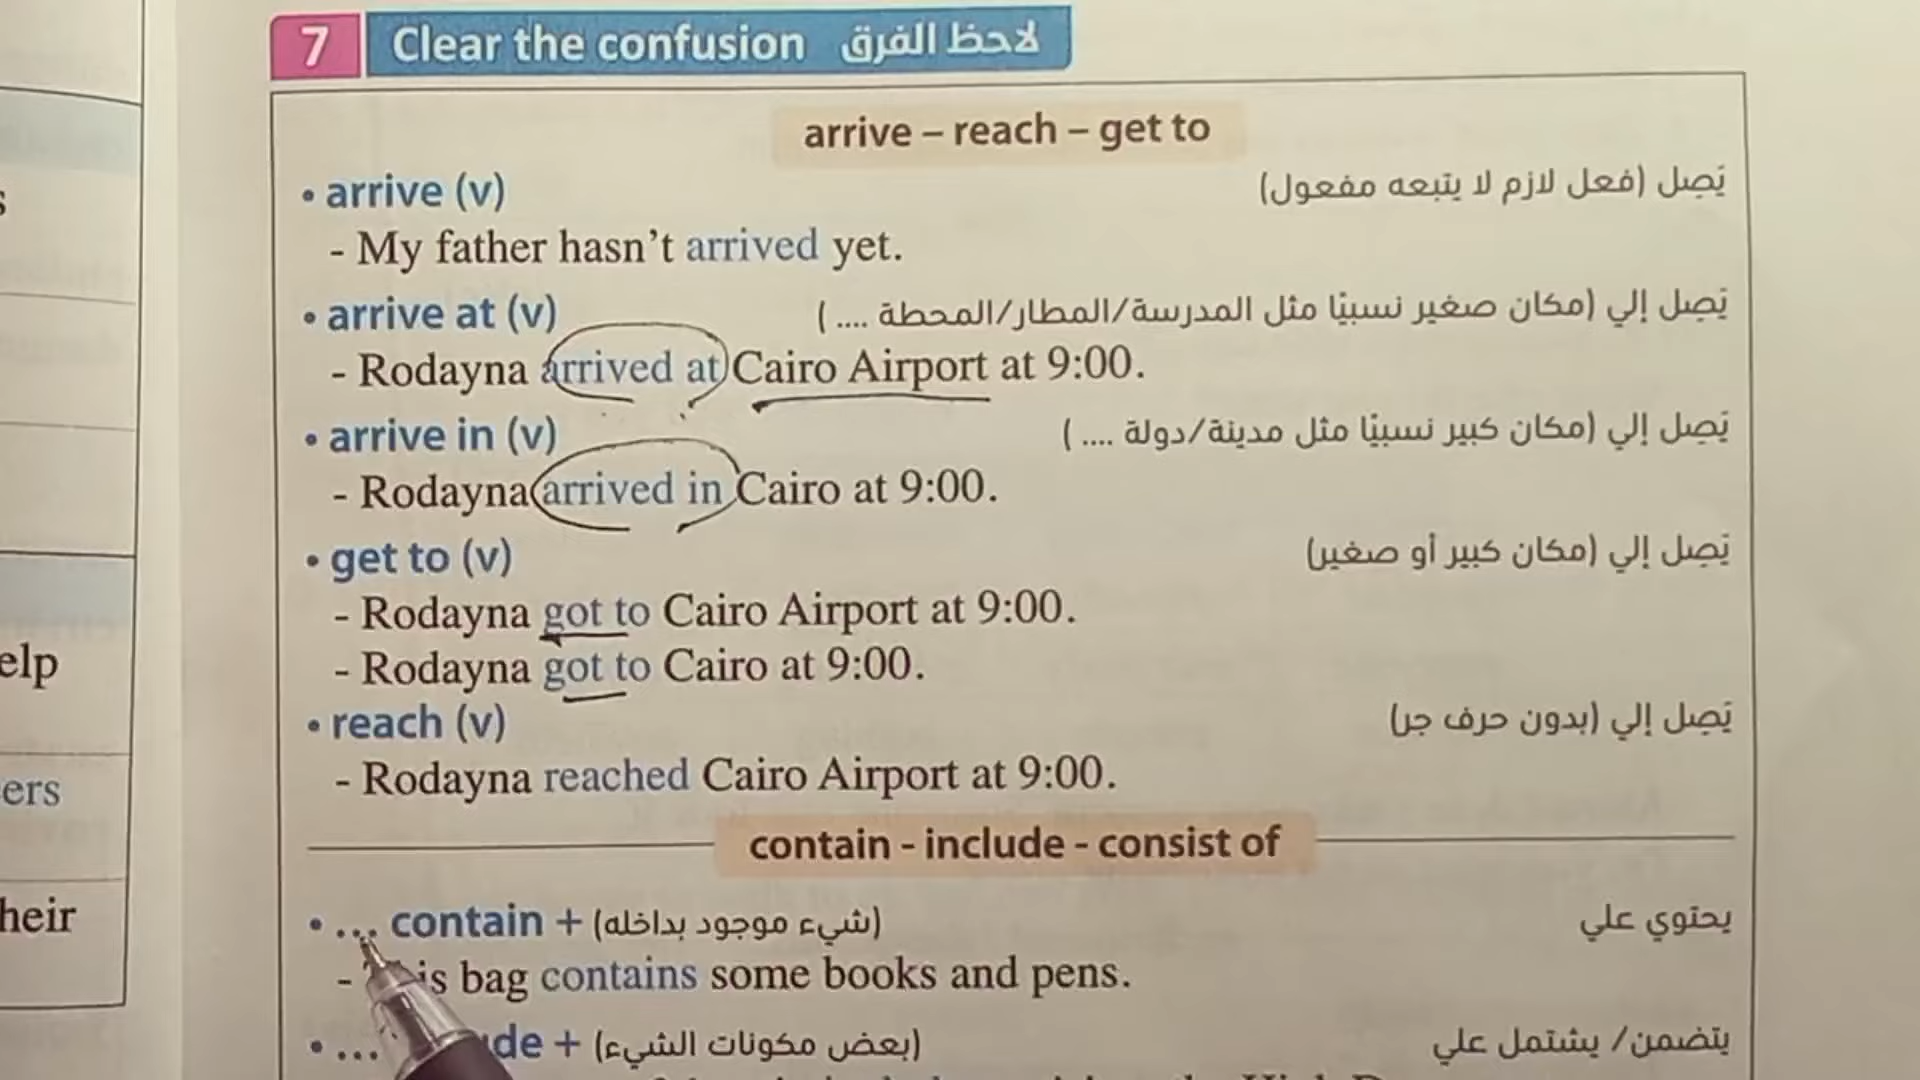 7 Clear the confusion لاحظ الفرق
arrive – reach – get to
• arrive (v) يَصِل (فعل لازم لا يتبعه مفعول)
- My father hasn't arrived yet.
• arrive at (v) يَصِل إلي (مكان صغير نسبيًا مثل المدرسة/المطار/المحطة .... )
- Rodayna arrived at Cairo Airport at 9:00.
• arrive in (v) يَصِل إلي (مكان كبير نسبيًا مثل مدينة/دولة .... )
- Rodayna arrived in Cairo at 9:00.
• get to (v) يَصِل إلي (مكان كبير أو صغير)
- Rodayna got to Cairo Airport at 9:00.
- Rodayna got to Cairo at 9:00.
• reach (v) يَصِل إلي (بدون حرف جر)
- Rodayna reached Cairo Airport at 9:00.
contain - include - consist of
• ... contain + (شيء موجود بداخله) يحتوي علي
- bag contains some books and pens.
• ... + (بعض مكونات الشيء) يتضمن/ يشتمل علي